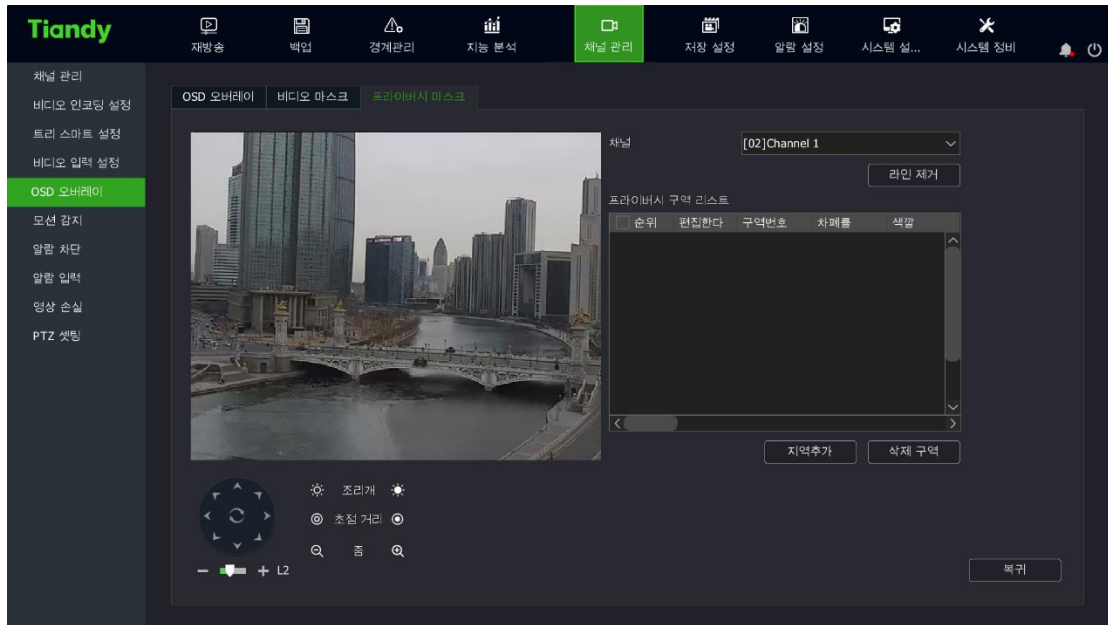 Tiandy
재방송 백업 경계관리 지능 분석 채널 관리 저장 설정 알람 설정 시스템 설... 시스템 정비
채널 관리
비디오 인코딩 설정
트리 스마트 설정
비디오 입력 설정
OSD 오버레이
모션 감지
알람 차단
알람 입력
영상 손실
PTZ 셋팅
OSD 오버레이 비디오 마스크 프라이버시 마스크
채널 [02]Channel 1
라인 제거
프라이버시 구역 리스트
순위 편집한다 구역번호 차폐률 색깔
지역추가 삭제 구역
조리개
초점 거리
줌
L2
복귀